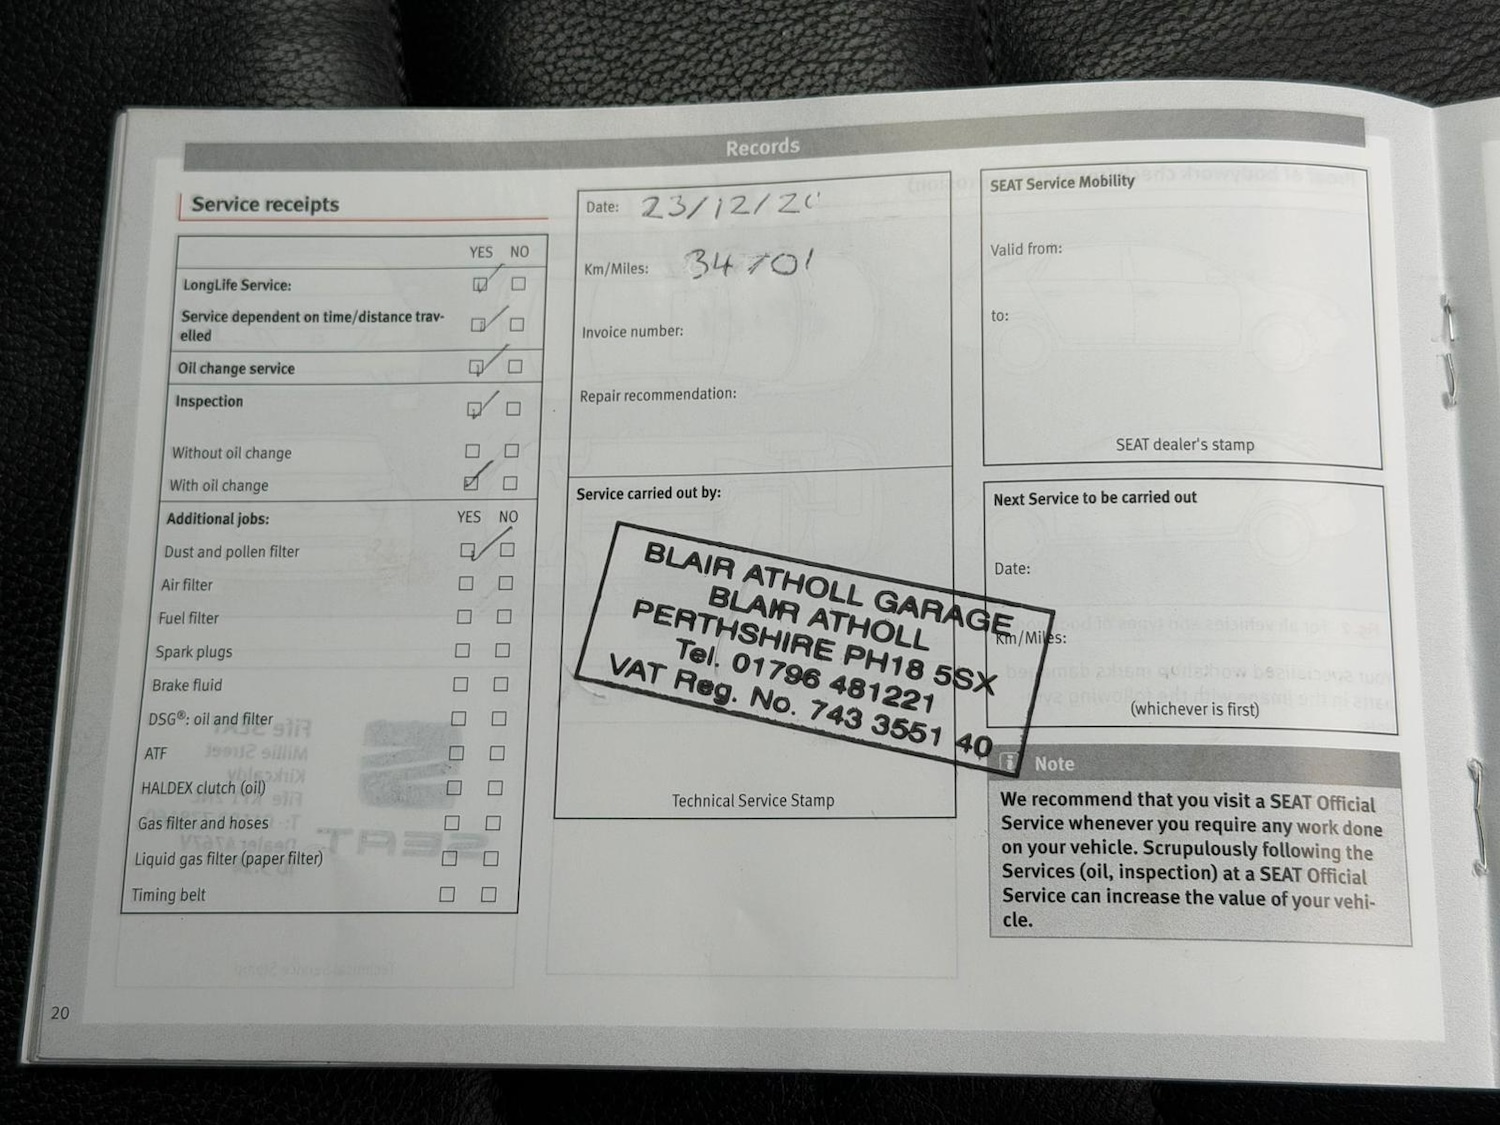 Records
Service receipts
YES NO
LongLife Service:
Service dependent on time/distance trav-
elled
Oil change service
Inspection
Without oil change
With oil change
Additional jobs: YES NO
Dust and pollen filter
Air filter
Fuel filter
Spark plugs
Brake fluid
DSG®: oil and filter
ATF
HALDEX clutch (oil)
Gas filter and hoses
Liquid gas filter (paper filter)
Timing belt
Date: 23/12/20
Km/Miles: 34701
Invoice number:
Repair recommendation:
Service carried out by:
BLAIR ATHOLL GARAGE
BLAIR ATHOLL
PERTHSHIRE PH18 5SX
Tel. 01796 481221
VAT Reg. No. 743 3551 40
Technical Service Stamp
SEAT Service Mobility
Valid from:
to:
SEAT dealer's stamp
Next Service to be carried out
Date:
Km/Miles:
(whichever is first)
Note
We recommend that you visit a SEAT Official
Service whenever you require any work done
on your vehicle. Scrupulously following the
Services (oil, inspection) at a SEAT Official
Service can increase the value of your vehi-
cle.
20